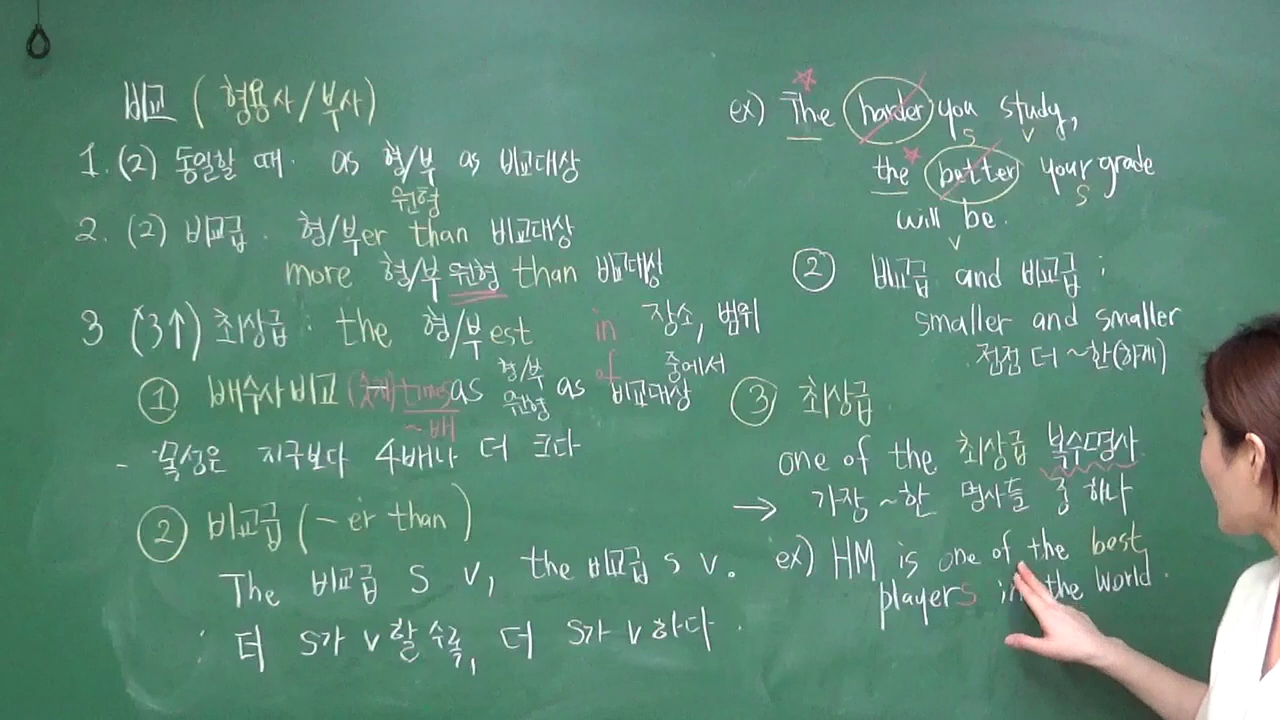 비교 ( 형용사/부사)
1. (2) 동일할 때. as 형/부 as 비교대상
원형
2. (2) 비교급. 형/부er than 비교대상
more 형/부 원형 than 비교대상
3 (3↑) 최상급 : the 형/부est in 장소, 범위
of 중에서
① 배수사비교 (숫자) times as 형/부 원형 as 비교대상
~배
- 목성은 지구보다 4배나 더 크다
② 비교급 (-er than)
The 비교급 S V, the 비교급 S V.
: 더 S가 V할수록, 더 S가 V하다.
ex) The harder you study,
S V
the better your grade
S
will be.
V
② 비교급 and 비교급 ;
smaller and smaller
점점 더 ~한(하게)
③ 최상급
one of the 최상급 복수명사
→ 가장 ~한 명사들 중 하나
ex) HM is one of the best
players in the world.